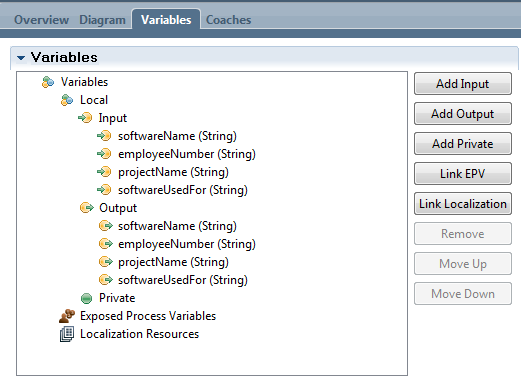 Overview Diagram Variables Coaches
Variables
Variables
Local
Input
softwareName (String)
employeeNumber (String)
projectName (String)
softwareUsedFor (String)
Output
softwareName (String)
employeeNumber (String)
projectName (String)
softwareUsedFor (String)
Private
Exposed Process Variables
Localization Resources
Add Input
Add Output
Add Private
Link EPV
Link Localization
Remove
Move Up
Move Down